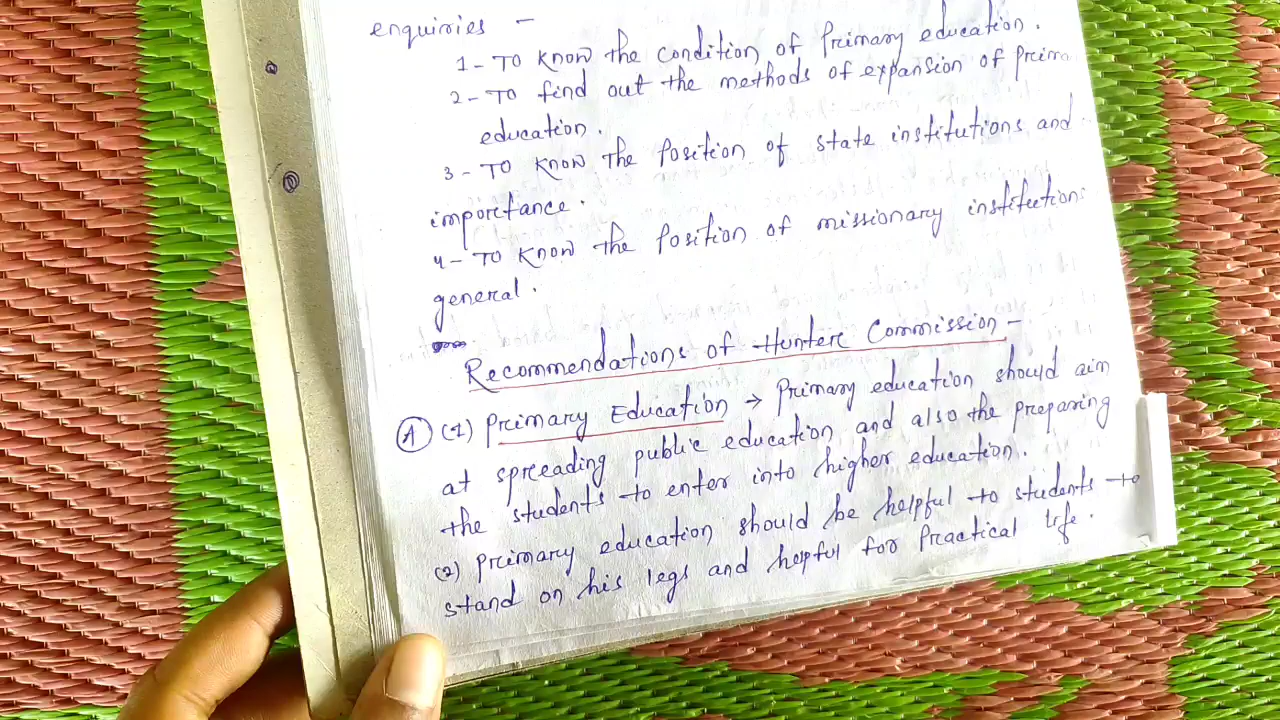 enquiries -
1- To know the condition of Primary education.
2- To find out the methods of expansion of prima
education.
3- To know the position of state institutions and
importance.
4- To know the position of missionary institutions
general.
Recommendations of Hunter Commission -
(A) (1) Primary Education → Primary education should aim
at spreading public education and also the preparing
the students to enter into higher education.
(2) Primary education should be helpful to students to
stand on his legs and helpful for Practical life.